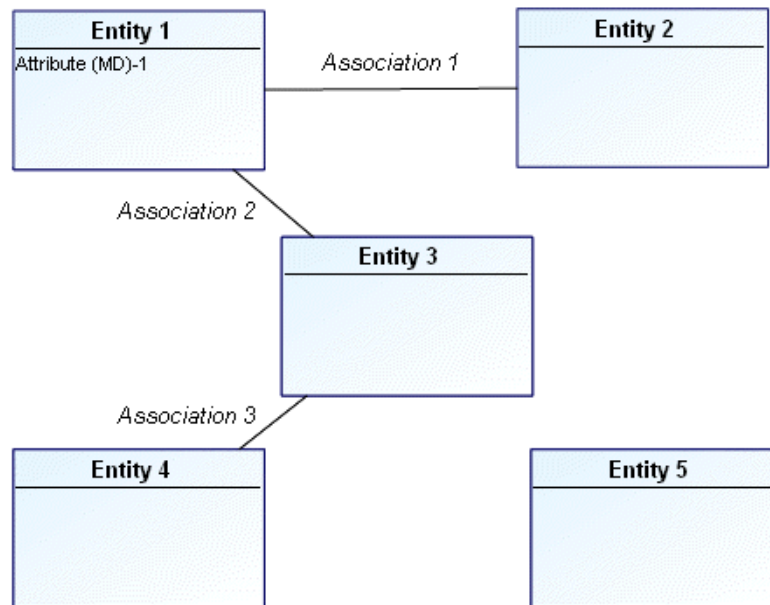 Entity 1
Attribute (MD)-1
Association 1
Entity 2
Association 2
Entity 3
Association 3
Entity 4
Entity 5